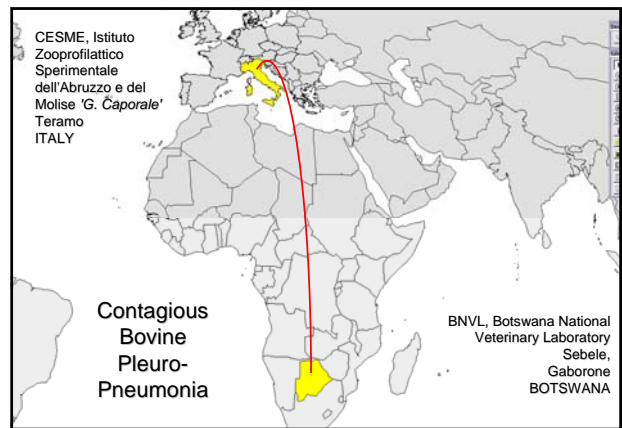 CESME, Istituto
Zooprofilattico
Sperimentale
dell'Abruzzo e del
Molise 'G. Caporale'
Teramo
ITALY
Contagious
Bovine
Pleuro-
Pneumonia
BNVL, Botswana National
Veterinary Laboratory
Sebele,
Gaborone
BOTSWANA